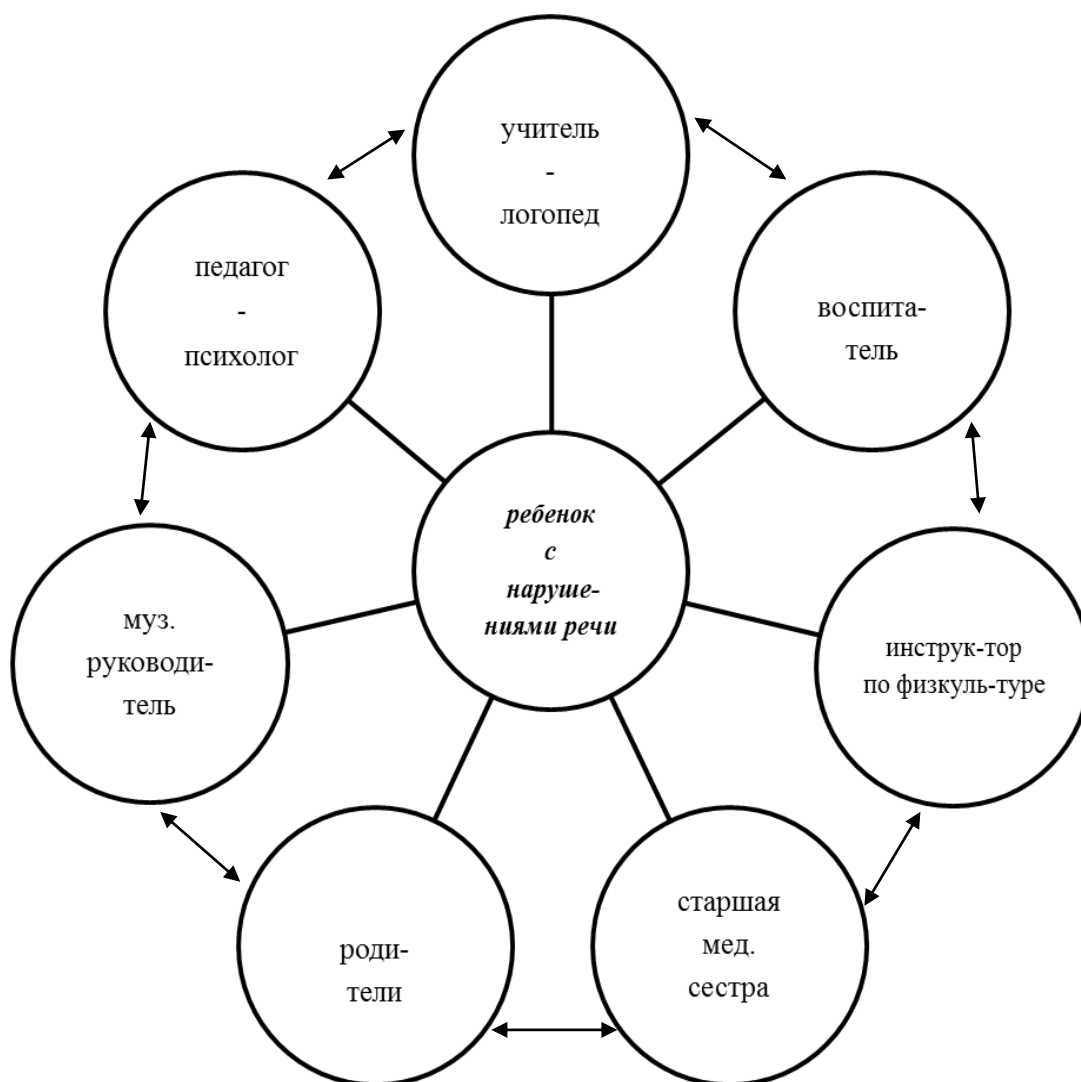 учитель
-
логопед
педагог
-
психолог
воспита-
тель
ребенок
с
наруше-
ниями речи
муз.
руководи-
тель
инструк-тор
по физкуль-туре
роди-
тели
старшая
мед.
сестра